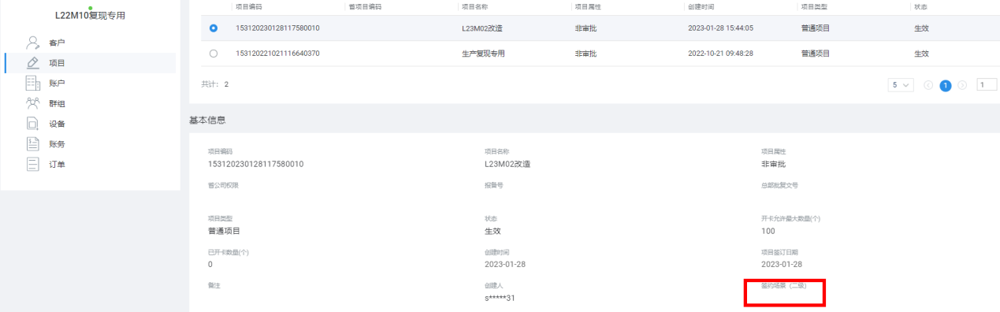 L22M10复现专用
客户
项目
账户
群组
设备
账务
订单
项目编码 首项目编码 项目名称 项目属性 创建时间 项目类型 状态
153120230128117580010 L23M02改造 非审批 2023-01-28 15:44:05 普通项目 生效
153120221021116640370 生产复现专用 非审批 2022-10-21 09:48:28 普通项目 生效
共计: 2 5 1 1
基本信息
项目编码 项目名称 项目属性
153120230128117580010 L23M02改造 非审批
省公司权限 报备号 总部批复文号
项目类型 状态 开卡允许最大数量(个)
普通项目 生效 100
已开卡数量(个) 创建时间 项目签订日期
0 2023-01-28 2023-01-28
备注 创建人 签约场景（二级）
s*****31